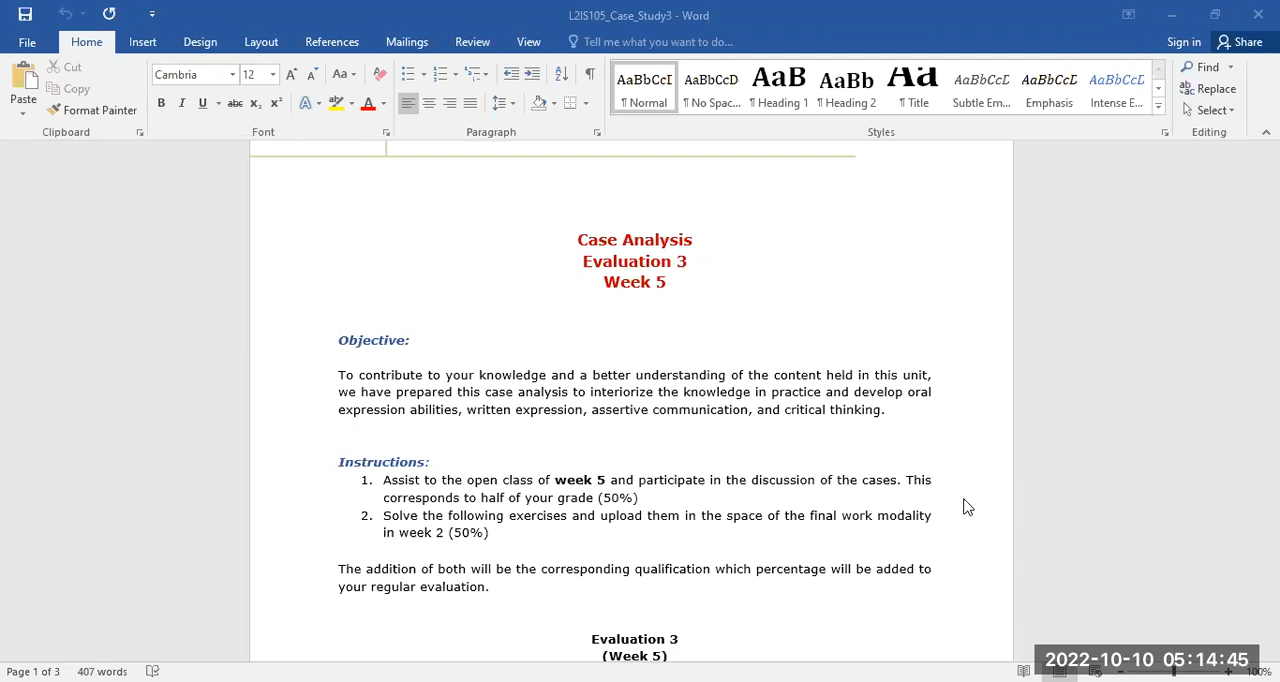 L2IS105_Case_Study3 - Word
File Home Insert Design Layout References Mailings Review View Tell me what you want to do... Sign in Share
Cut
Copy
Format Painter
Paste
Cambria 12
AaBbCcI AaBbCcD AaB AaBb AaB AaBbCcD AaBbCcD AaBbCcD
¶ Normal ¶ No Spac... ¶ Heading 1 ¶ Heading 2 ¶ Title Subtle Em... Emphasis Intense E...
Find
Replace
Select
Clipboard Font Paragraph Styles Editing
Case Analysis
Evaluation 3
Week 5
Objective:
To contribute to your knowledge and a better understanding of the content held in this unit,
we have prepared this case analysis to interiorize the knowledge in practice and develop oral
expression abilities, written expression, assertive communication, and critical thinking.
Instructions:
1. Assist to the open class of week 5 and participate in the discussion of the cases. This
corresponds to half of your grade (50%)
2. Solve the following exercises and upload them in the space of the final work modality
in week 2 (50%)
The addition of both will be the corresponding qualification which percentage will be added to
your regular evaluation.
Evaluation 3
(Week 5)
Page 1 of 3 407 words 100%
2022-10-10 05:14:45